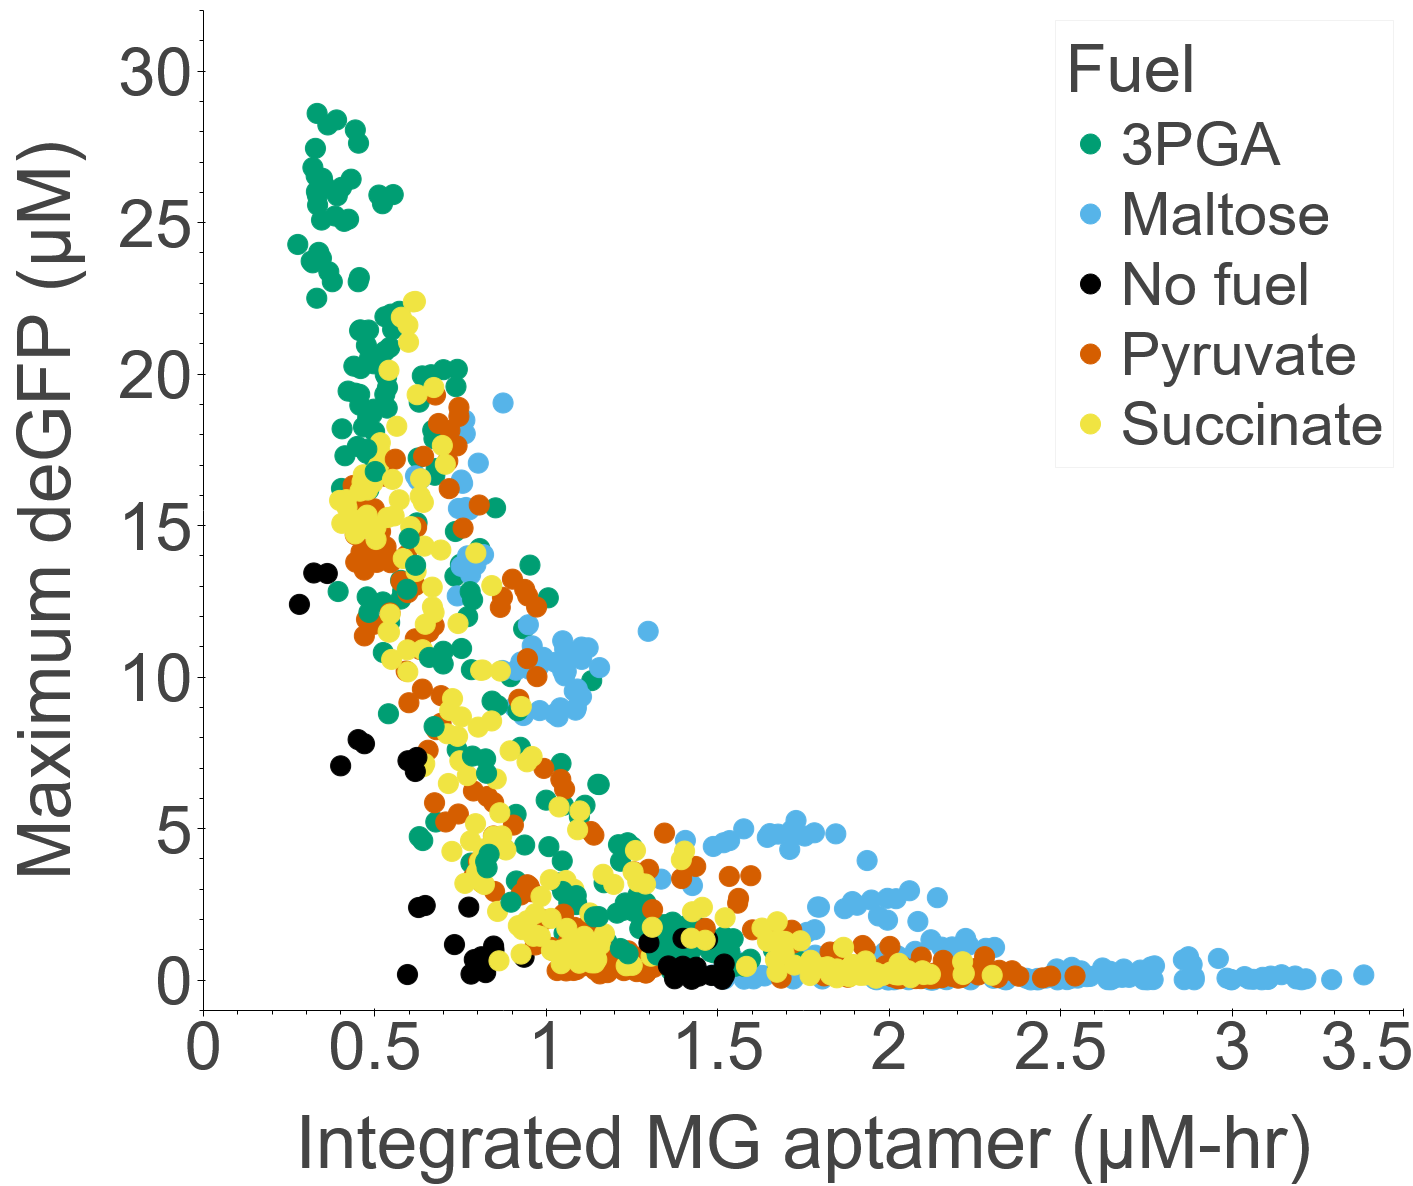 Maximum deGFP (μM)
30
25
20
15
10
5
0
0 0.5 1 1.5 2 2.5 3 3.5
Integrated MG aptamer (μM-hr)
Fuel
3PGA
Maltose
No fuel
Pyruvate
Succinate